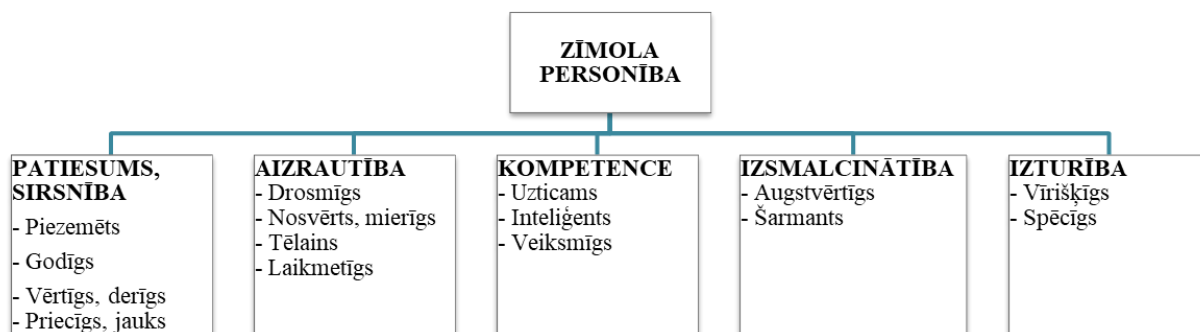 ZĪMOLA
PERSONĪBA
PATIESUMS,
SIRSNĪBA
- Piezemēts
- Godīgs
- Vērtīgs, derīgs
- Priecīgs, jauks
AIZRAUTĪBA
- Drosmīgs
- Nosvērts, mierīgs
- Tēlains
- Laikmetīgs
KOMPETENCE
- Uzticams
- Inteliģents
- Veiksmīgs
IZSMALCINĀTĪBA
- Augstvērtīgs
- Šarmants
IZTURĪBA
- Vīrišķīgs
- Spēcīgs